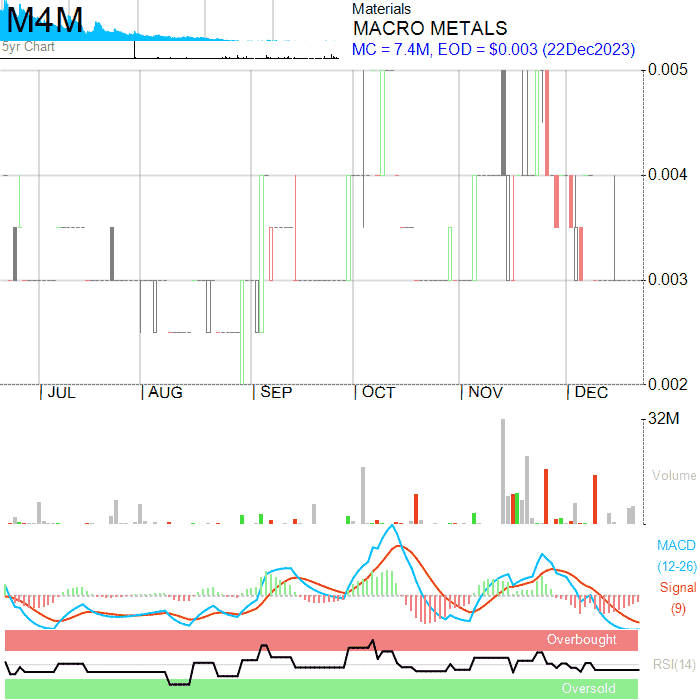 M4M
5yr Chart
Materials
MACRO METALS
MC = 7.4M, EOD = $0.003 (22Dec2023)
0.005
0.004
0.003
0.002
JUL AUG SEP OCT NOV DEC
32M
Volume
MACD
(12-26)
Signal
(9)
Overbought
RSI(14)
Oversold